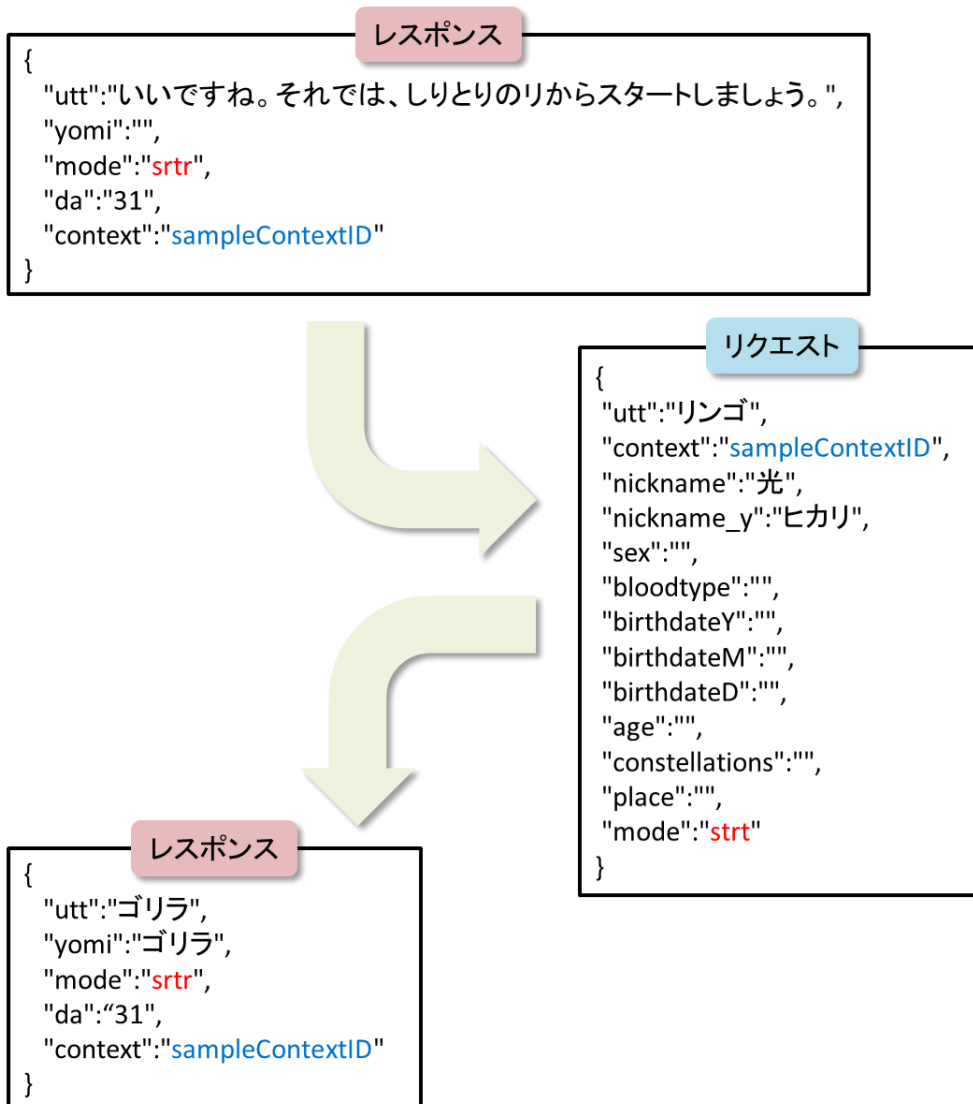 レスポンス
{
"utt":"いいですね。それでは、しりとりのリからスタートしましょう。",
"yomi":"",
"mode":"srtr",
"da":"31",
"context":"sampleContextID"
}
リクエスト
{
"utt":"リンゴ",
"context":"sampleContextID",
"nickname":"光",
"nickname_y":"ヒカリ",
"sex":"",
"bloodtype":"",
"birthdateY":"",
"birthdateM":"",
"birthdateD":"",
"age":"",
"constellations":"",
"place":"",
"mode":"strt"
}
レスポンス
{
"utt":"ゴリラ",
"yomi":"ゴリラ",
"mode":"srtr",
"da":“31",
"context":"sampleContextID"
}